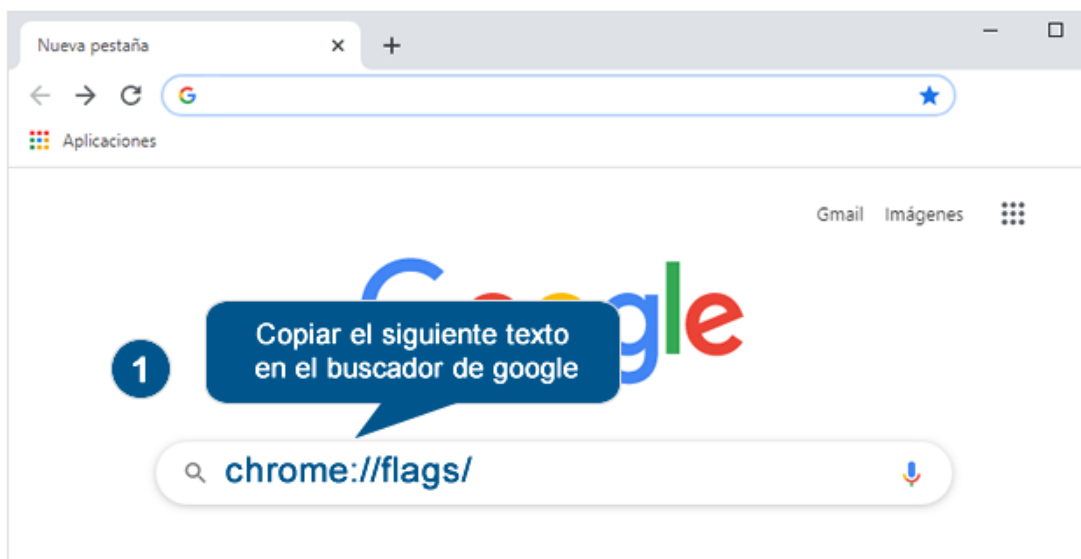 Nueva pestaña
Aplicaciones
Gmail Imágenes
Google
1
Copiar el siguiente texto
en el buscador de google
chrome://flags/